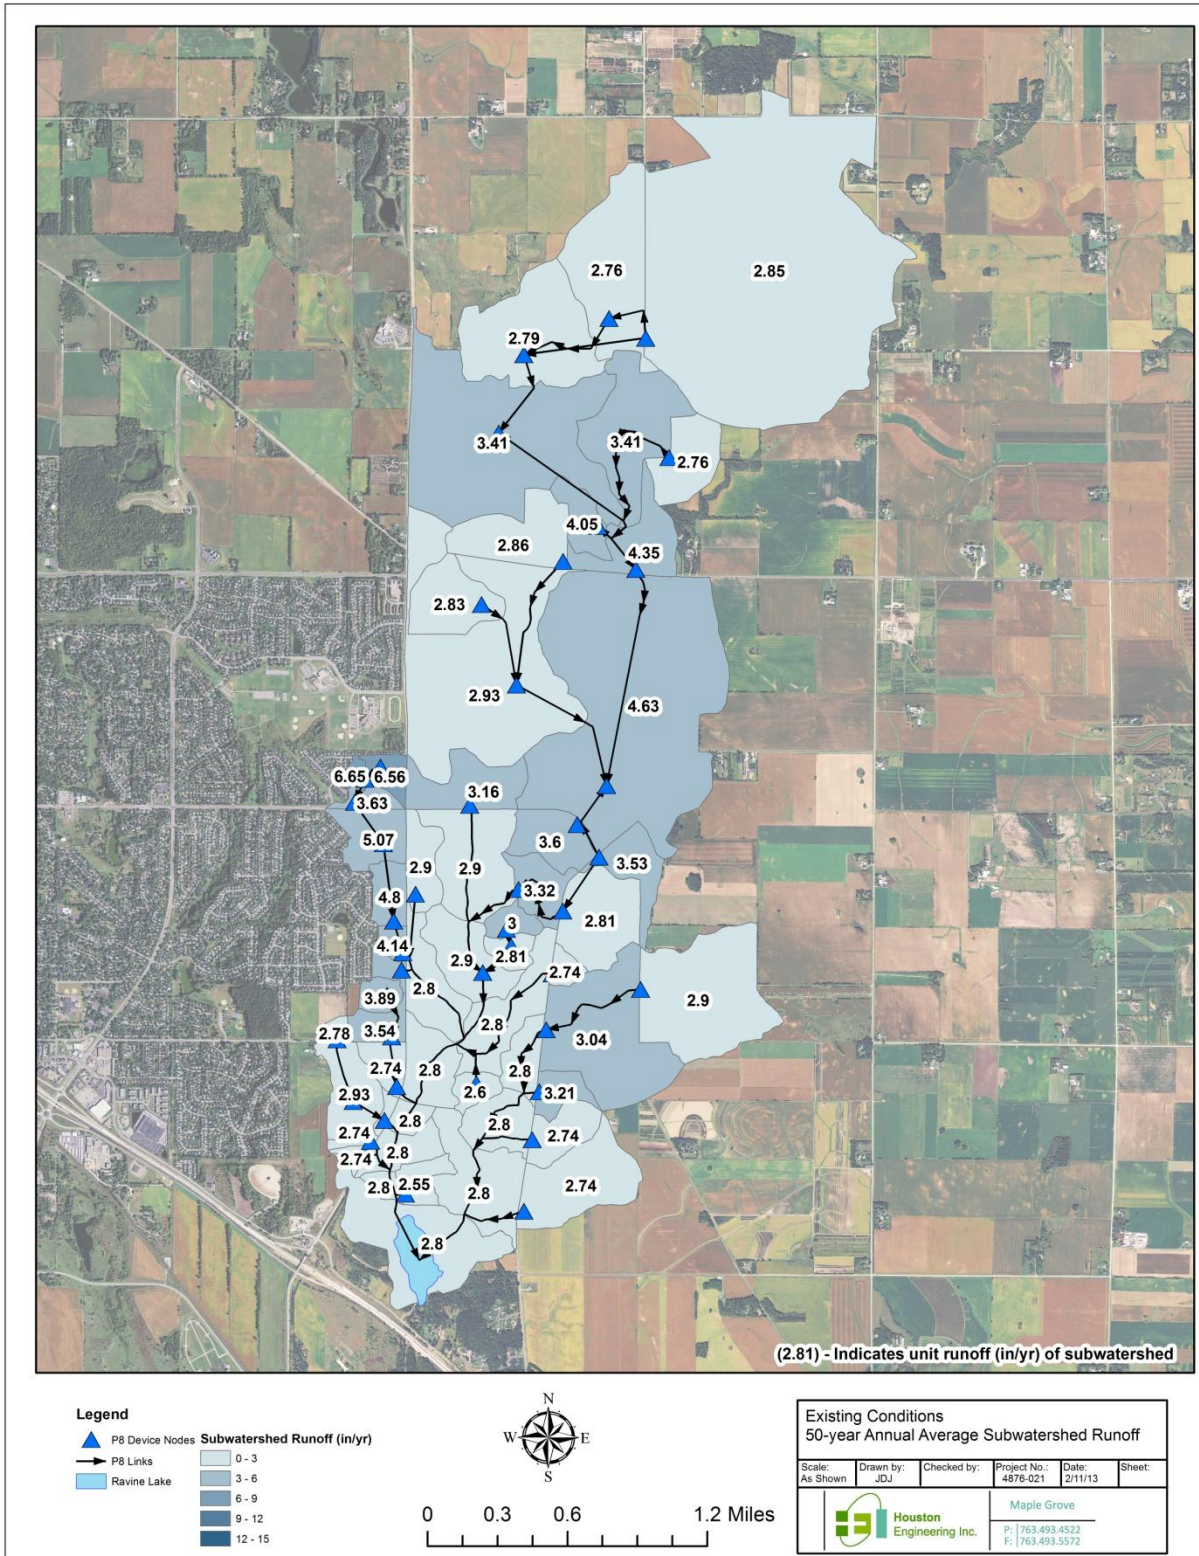 2.76
2.85
2.79
3.41
3.41
2.76
4.05
2.86
4.35
2.83
2.93
4.63
6.65
6.56
3.16
3.63
3.6
5.07
3.53
2.9
2.9
3.32
4.8
2.81
3
4.14
2.81
2.9
2.74
2.8
2.9
3.89
2.8
3.54
3.04
2.78
2.8
2.74
2.8
2.6
3.21
2.93
2.8
2.8
2.74
2.74
2.74
2.8
2.8
2.55
2.8
2.74
2.8
(2.81) - Indicates unit runoff (in/yr) of subwatershed
Legend
P8 Device Nodes
P8 Links
Ravine Lake
Subwatershed Runoff (in/yr)
0 - 3
3 - 6
6 - 9
9 - 12
12 - 15
N
W
E
S
0 0.6 1.2 Miles
Existing Conditions
50-year Annual Average Subwatershed Runoff
Scale:
As Shown
Drawn by:
JDJ
Checked by:
Project No.:
4876-021
Date:
2/11/13
Sheet:
Houston
Engineering Inc.
Maple Grove
P: 763.493.4522
F: 763.493.5572